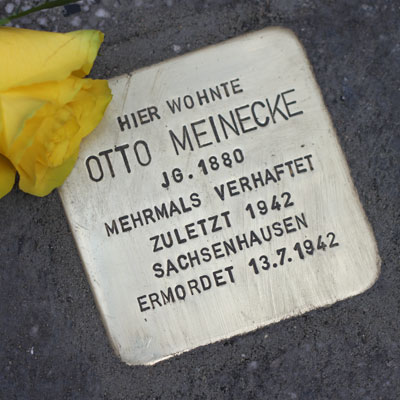 HIER WOHNTE
OTTO MEINECKE
JG. 1880
MEHRMALS VERHAFTET
ZULETZT 1942
SACHSENHAUSEN
ERMORDET 13.7.1942